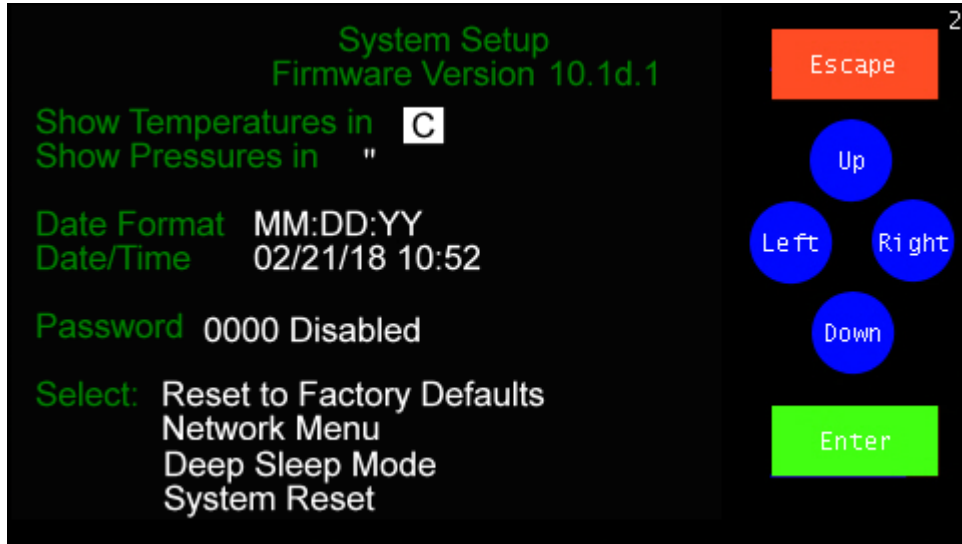 System Setup
Firmware Version 10.1d.1
Show Temperatures in C
Show Pressures in "
Date Format MM:DD:YY
Date/Time 02/21/18 10:52
Password 0000 Disabled
Select: Reset to Factory Defaults
Network Menu
Deep Sleep Mode
System Reset
2
Escape
Up
Left Right
Down
Enter